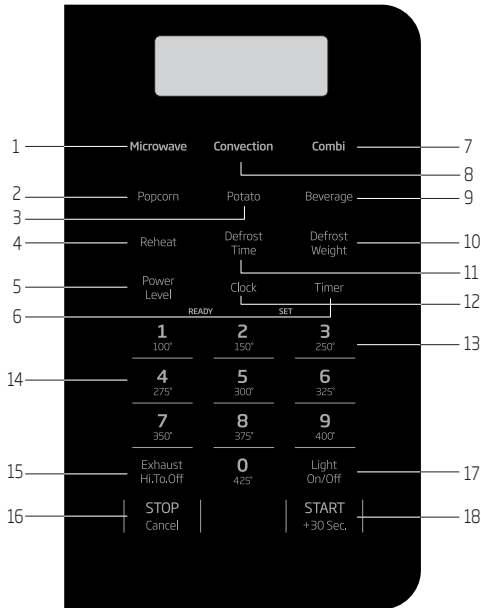 1 Microwave Convection Combi 7
8
2 Popcorn Potato Beverage 9
3
4 Reheat Defrost Time Defrost Weight 10
11
5 Power Level Clock Timer 12
6 READY SET
1 2 3 13
100° 150° 250°
14 4 5 6
275° 300° 325°
7 8 9
350° 375° 400°
15 Exhaust Hi.To.Off 0 425° Light On/Off 17
16 STOP START 18
Cancel +30 Sec.